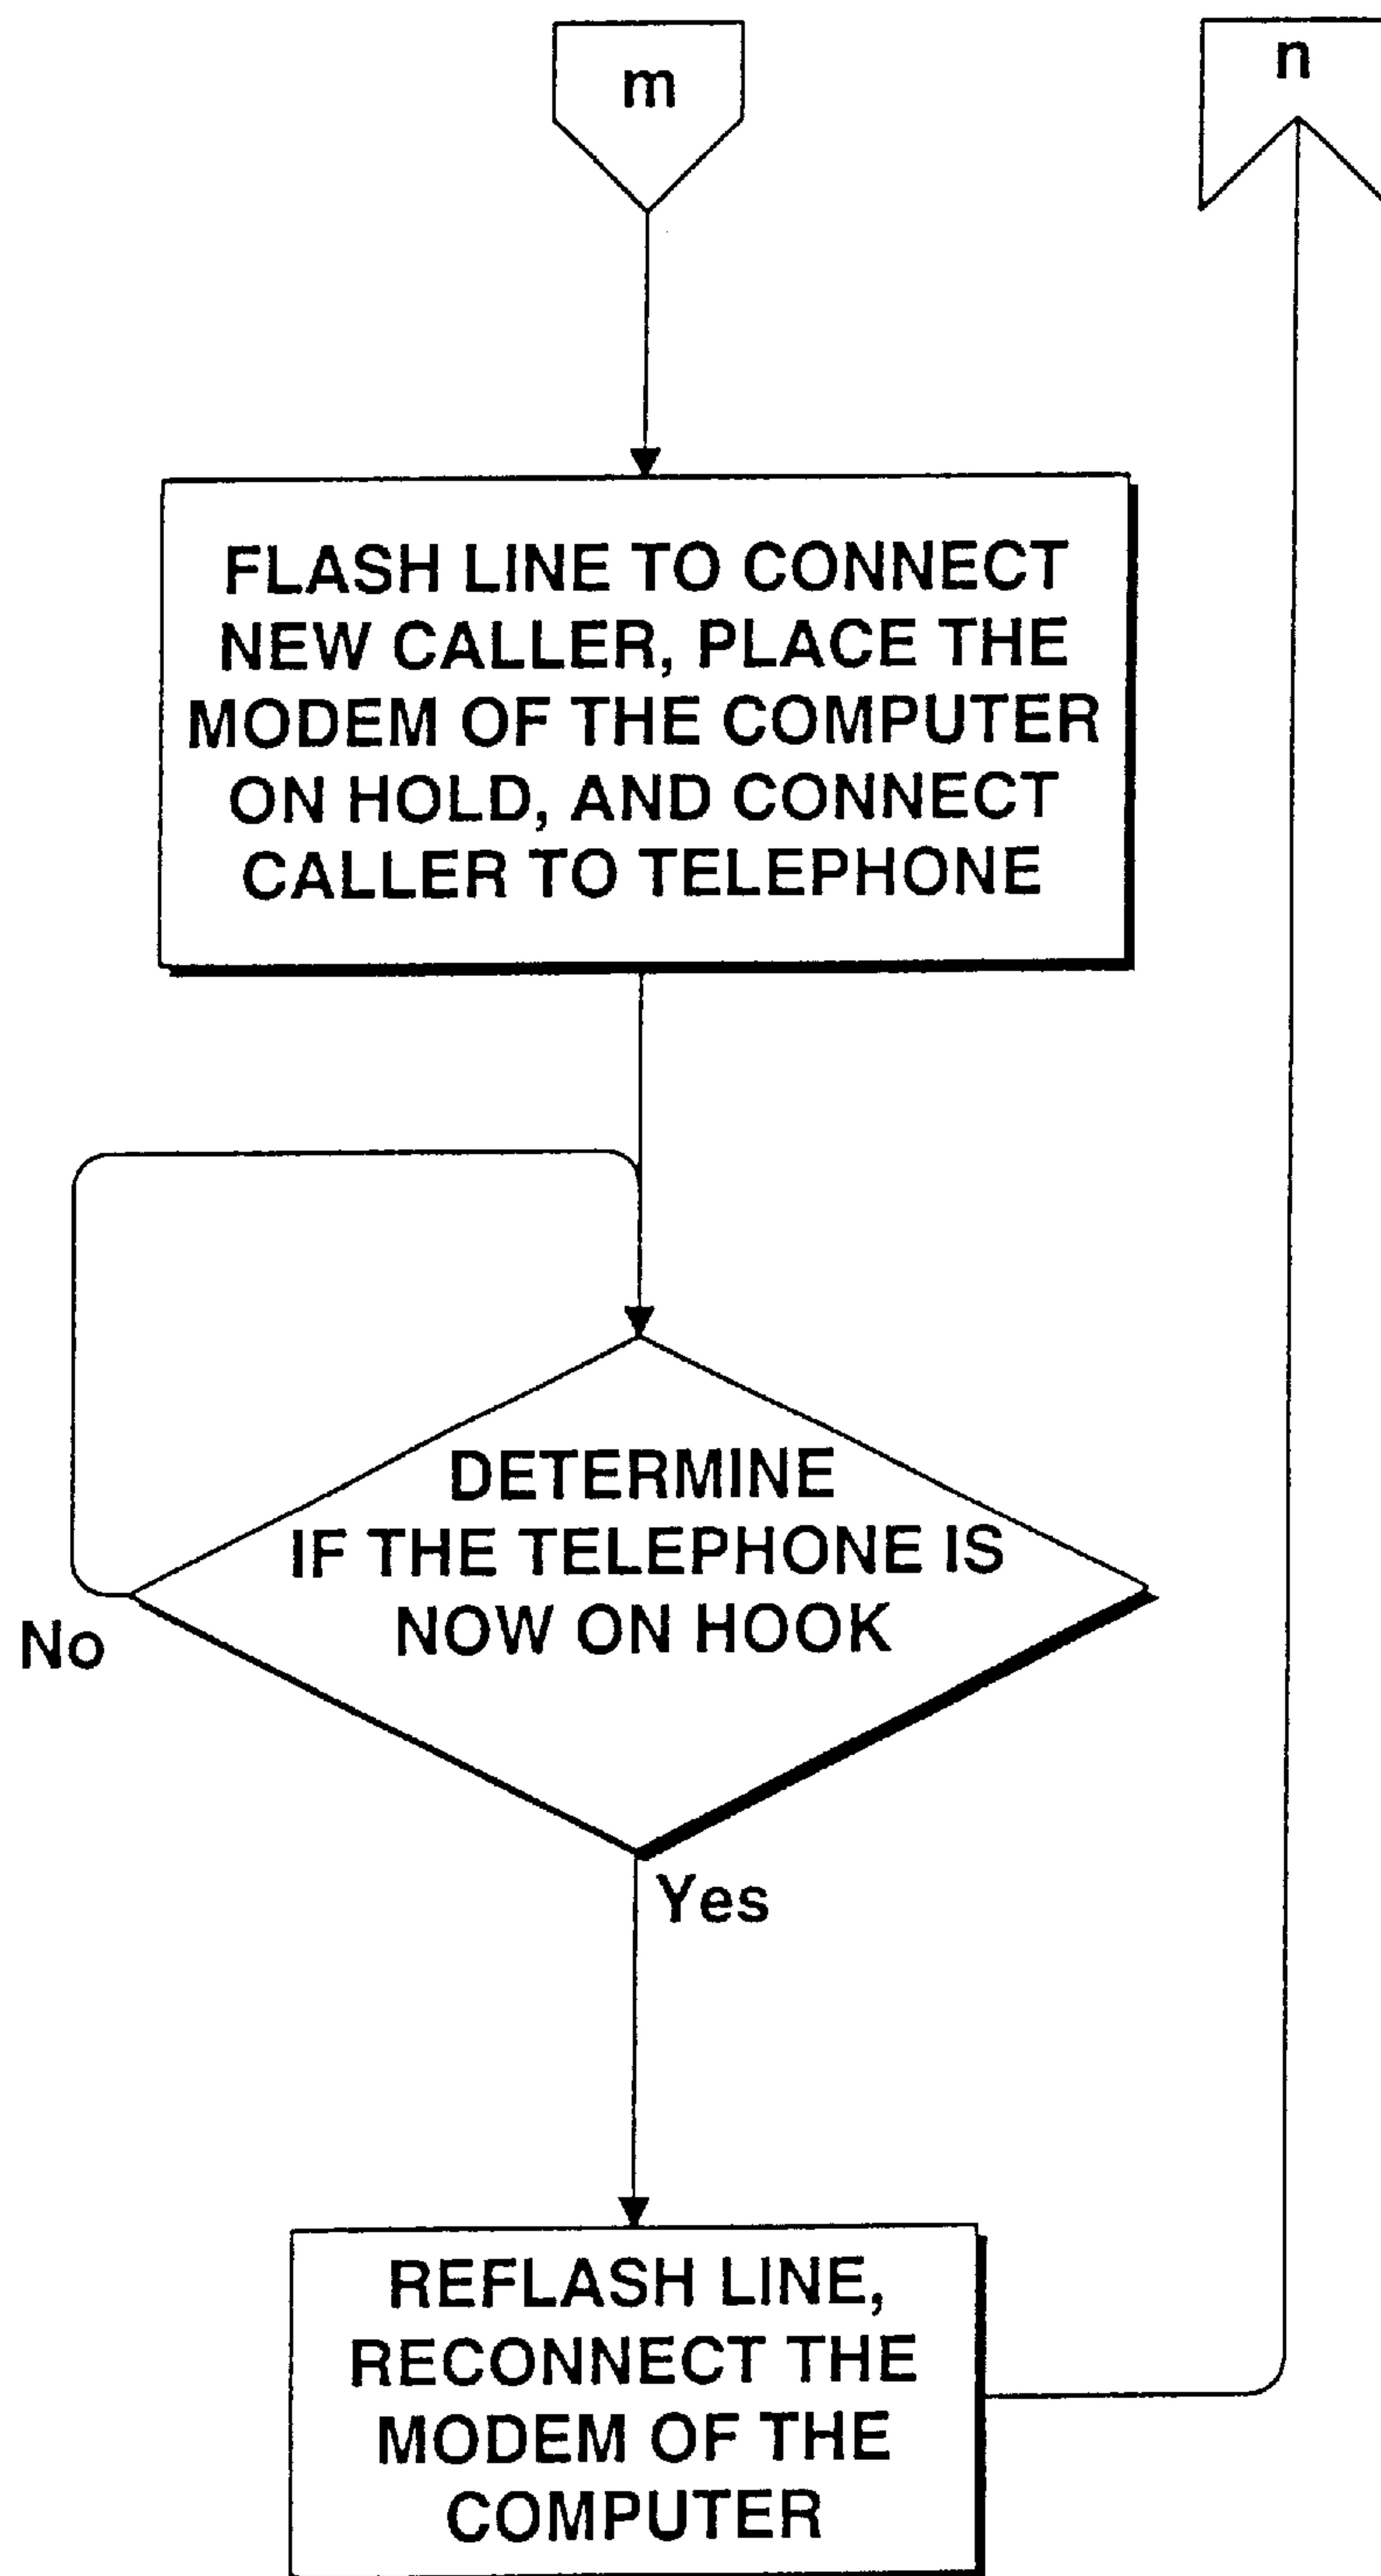 m
n
FLASH LINE TO CONNECT
NEW CALLER, PLACE THE
MODEM OF THE COMPUTER
ON HOLD, AND CONNECT
CALLER TO TELEPHONE
DETERMINE
IF THE TELEPHONE IS
NOW ON HOOK
No
Yes
REFLASH LINE,
RECONNECT THE
MODEM OF THE
COMPUTER